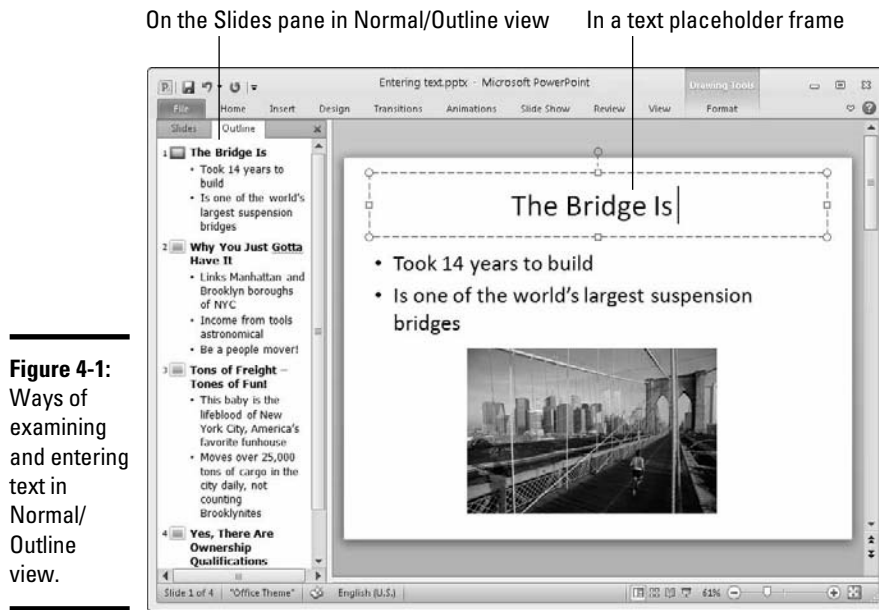 On the Slides pane in Normal/Outline view
In a text placeholder frame
Entering text.pptx - Microsoft PowerPoint
Drawing Tools
File Home Insert Design Transitions Animations Slide Show Review View Format
Slides Outline
1 The Bridge Is
• Took 14 years to
build
• Is one of the world's
largest suspension
bridges
2 Why You Just Gotta
Have It
• Links Manhattan and
Brooklyn boroughs
of NYC
• Income from tools
astronomical
• Be a people mover!
3 Tons of Freight –
Tones of Fun!
• This baby is the
lifeblood of New
York City, America's
favorite funhouse
• Moves over 25,000
tons of cargo in the
city daily, not
counting
Brooklynites
4 Yes, There Are
Ownership
Qualifications
The Bridge Is
• Took 14 years to build
• Is one of the world's largest suspension
bridges
Slide 1 of 4 "Office Theme" English (U.S.) 61%
Figure 4-1:
Ways of
examining
and entering
text in
Normal/
Outline
view.